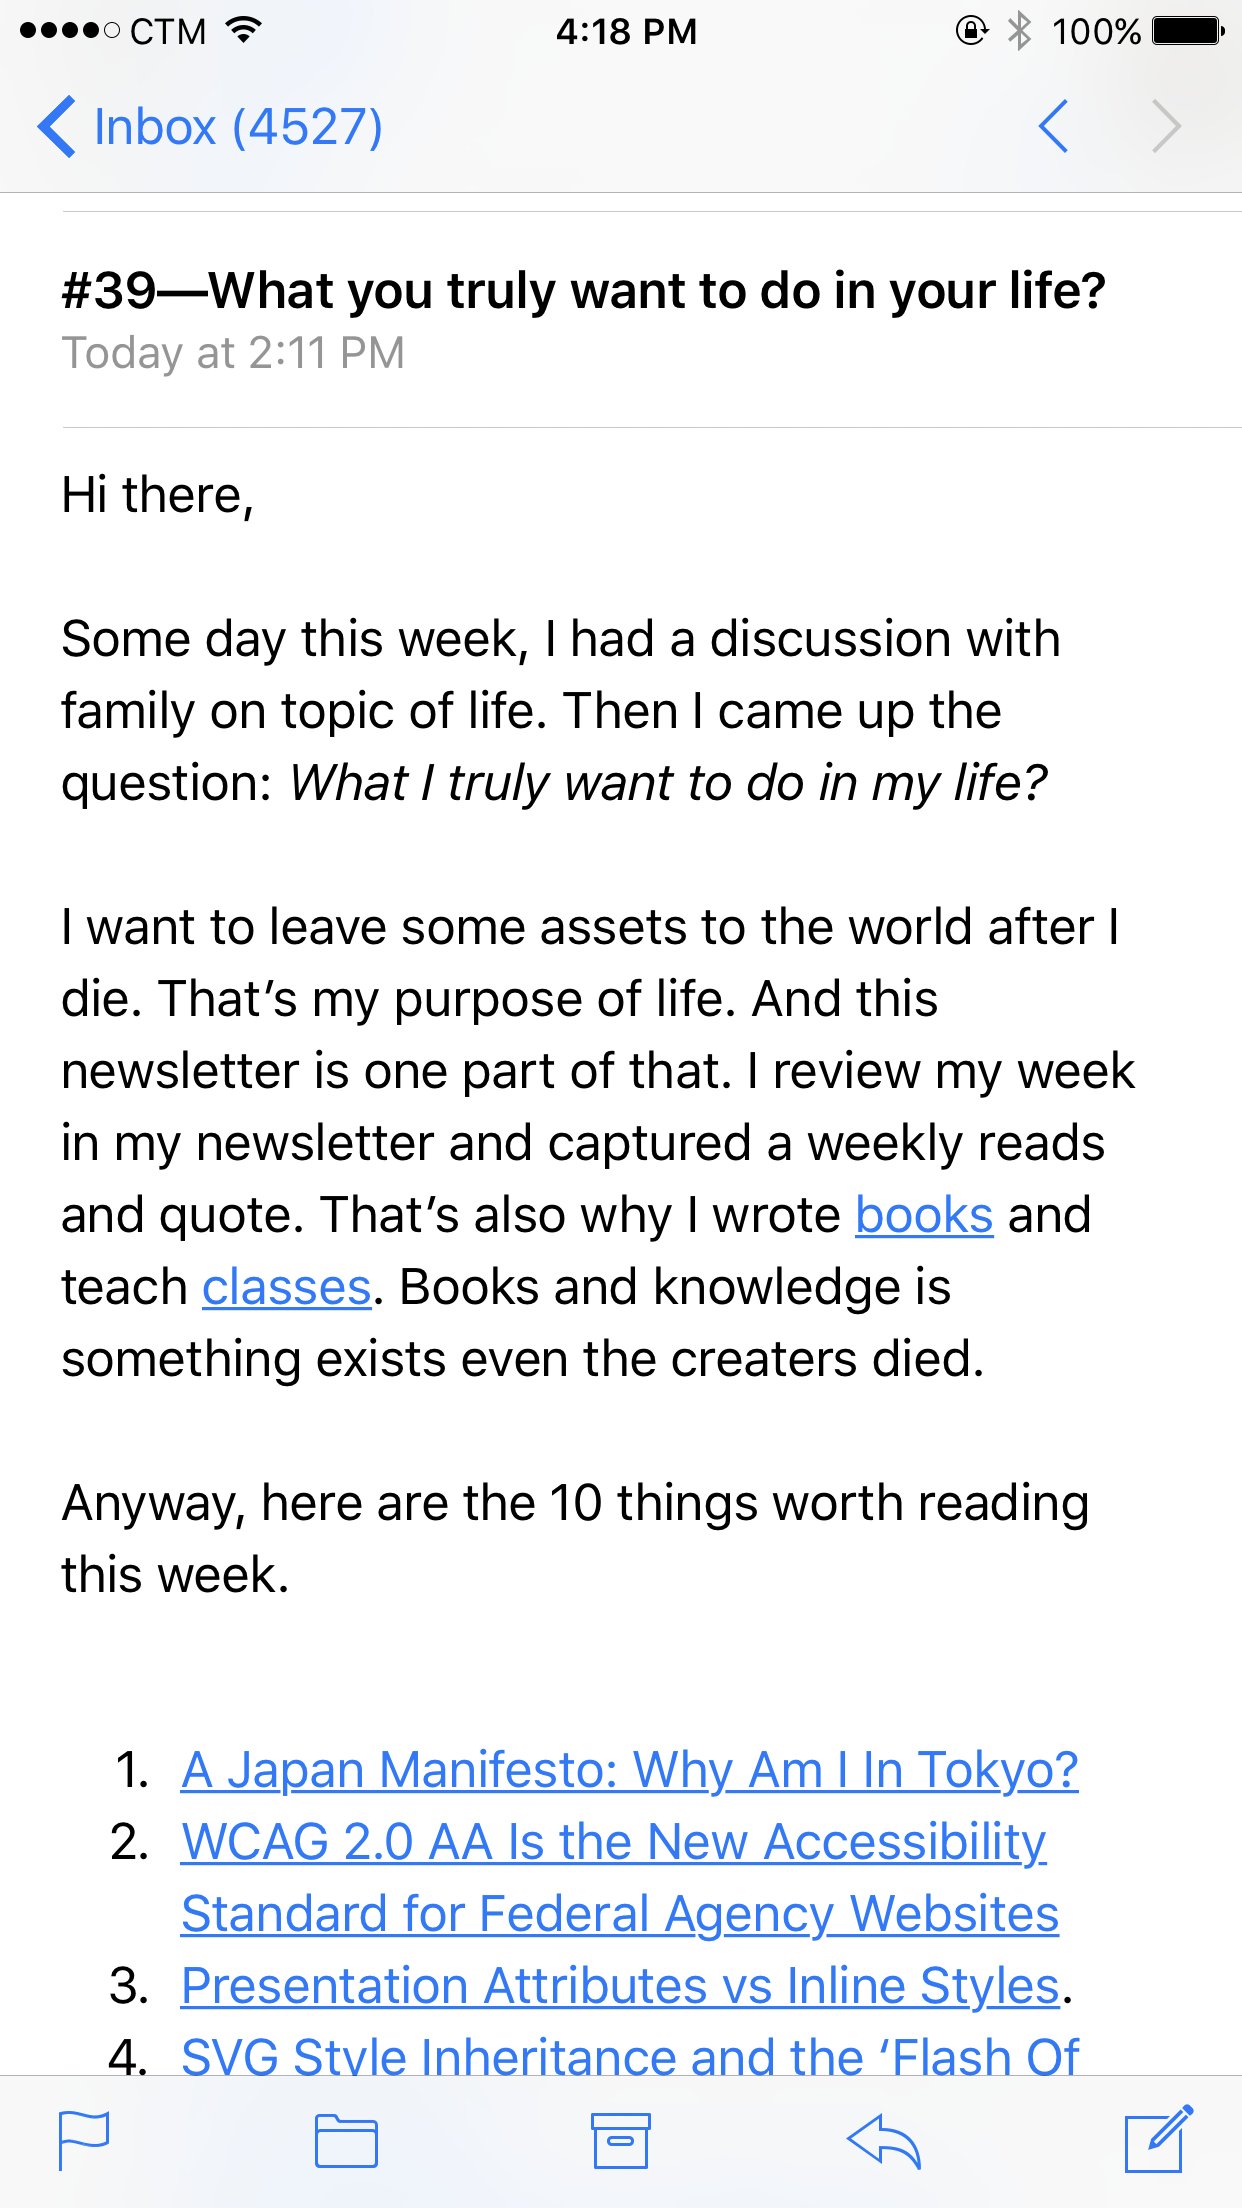 CTM 4:18 PM 100%
Inbox (4527)
#39—What you truly want to do in your life?
Today at 2:11 PM
Hi there,
Some day this week, I had a discussion with
family on topic of life. Then I came up the
question: What I truly want to do in my life?
I want to leave some assets to the world after I
die. That’s my purpose of life. And this
newsletter is one part of that. I review my week
in my newsletter and captured a weekly reads
and quote. That’s also why I wrote books and
teach classes. Books and knowledge is
something exists even the creaters died.
Anyway, here are the 10 things worth reading
this week.
1. A Japan Manifesto: Why Am I In Tokyo?
2. WCAG 2.0 AA Is the New Accessibility
Standard for Federal Agency Websites
3. Presentation Attributes vs Inline Styles.
4. SVG Style Inheritance and the ‘Flash Of